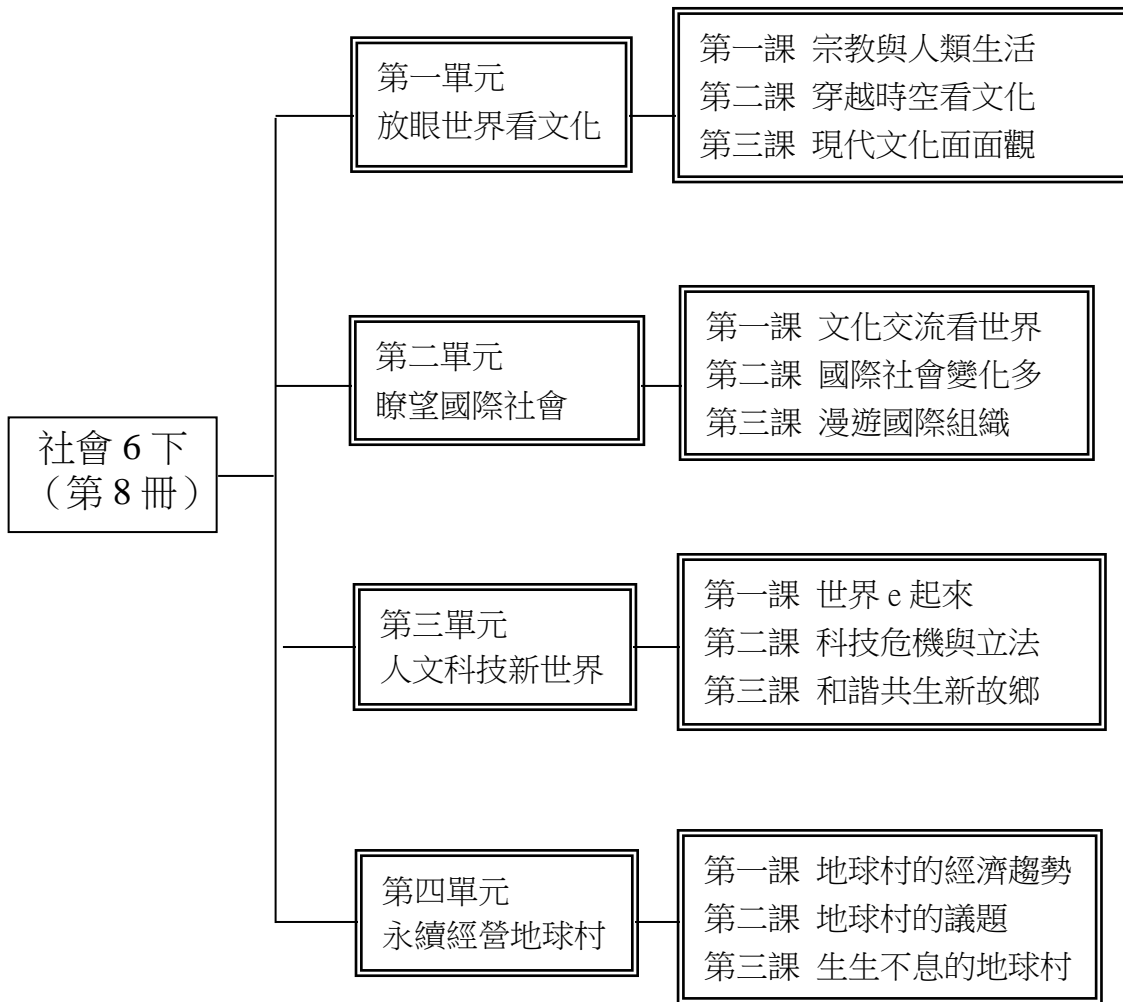 社會 6 下
（第 8 冊）
第一單元
放眼世界看文化
第一課 宗教與人類生活
第二課 穿越時空看文化
第三課 現代文化面面觀
第二單元
瞭望國際社會
第一課 文化交流看世界
第二課 國際社會變化多
第三課 漫遊國際組織
第三單元
人文科技新世界
第一課 世界 e 起來
第二課 科技危機與立法
第三課 和諧共生新故鄉
第四單元
永續經營地球村
第一課 地球村的經濟趨勢
第二課 地球村的議題
第三課 生生不息的地球村